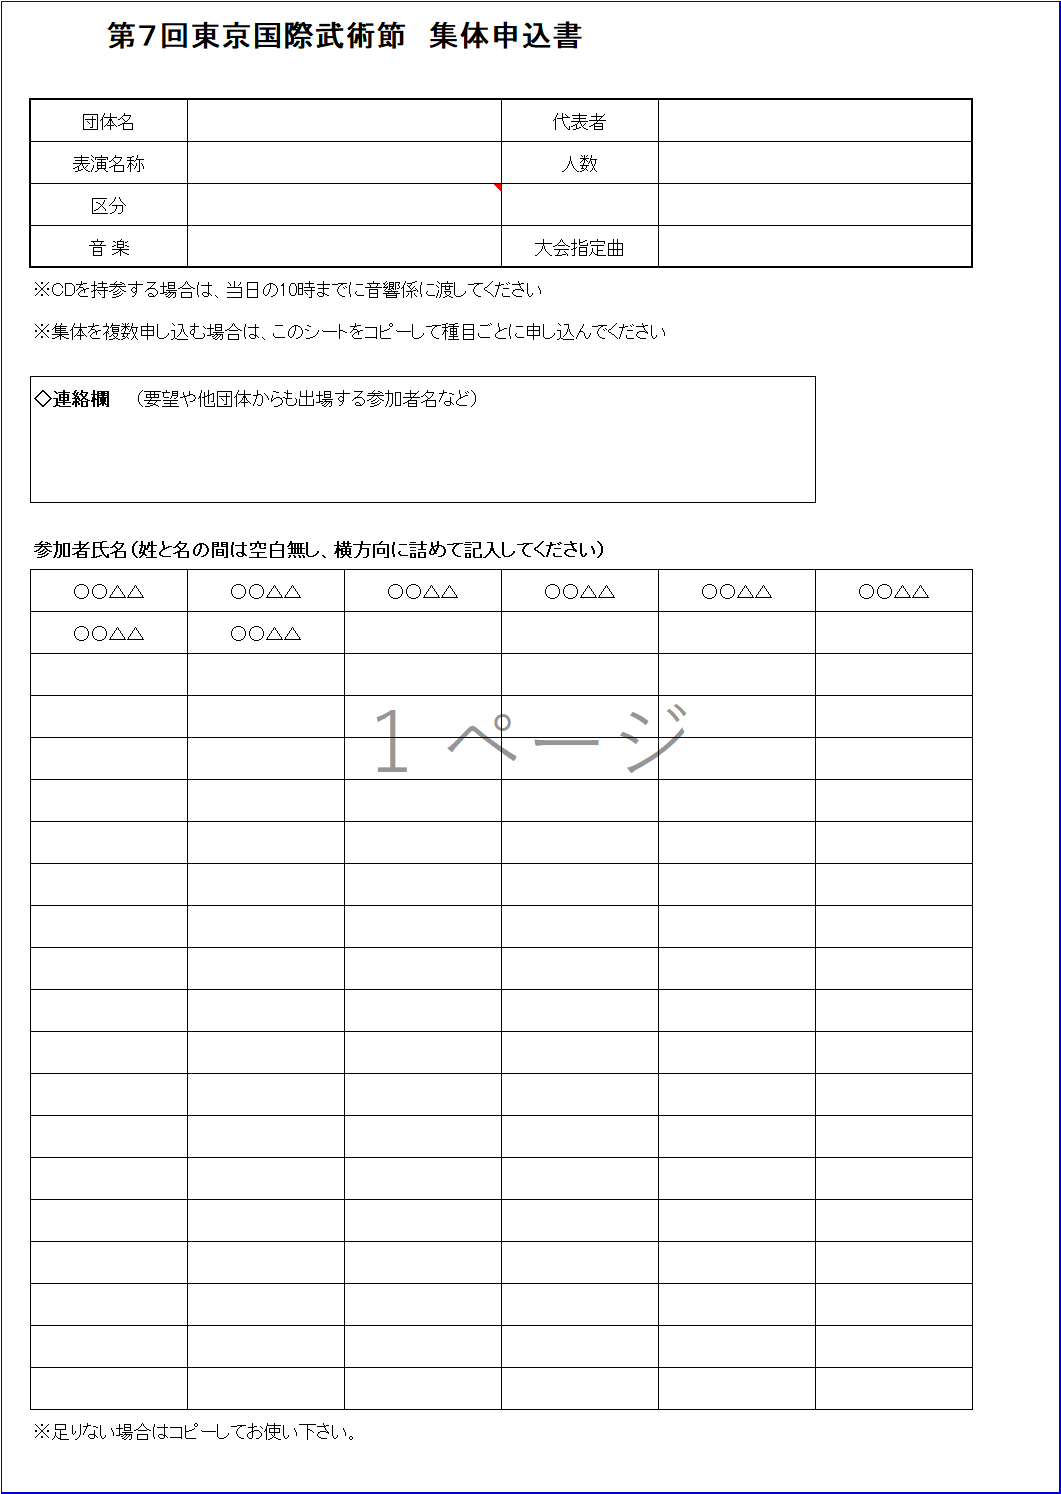 第7回東京国際武術節　集体申込書
団体名 代表者
表演名称 人数
区分
音 楽 大会指定曲
※CDを持参する場合は、当日の10時までに音響係に渡してください
※集体を複数申し込む場合は、このシートをコピーして種目ごとに申し込んでください
◇連絡欄　（要望や他団体からも出場する参加者名など）
参加者氏名（姓と名の間は空白無し、横方向に詰めて記入してください）
○○△△ ○○△△ ○○△△ ○○△△ ○○△△ ○○△△
○○△△ ○○△△
1 ページ
※足りない場合はコピーしてお使い下さい。